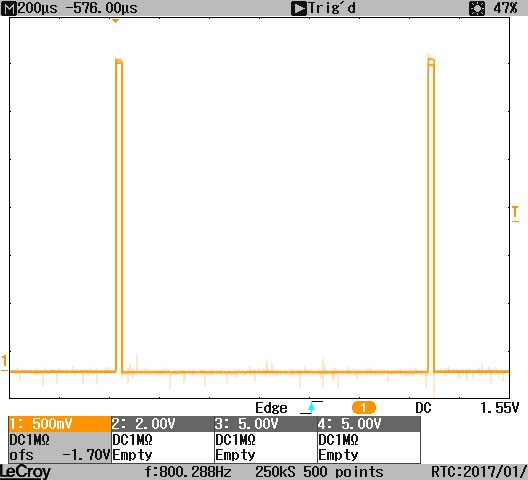 M 200µs -576.00µs Trig'd 47%
T
1
Edge 1 DC 1.55V
1: 500mV 2: 2.00V 3: 5.00V 4: 5.00V
DC1MΩ DC1MΩ DC1MΩ DC1MΩ
ofs -1.70V Empty Empty Empty
LeCroy f:800.288Hz 250kS 500 points RTC:2017/01/